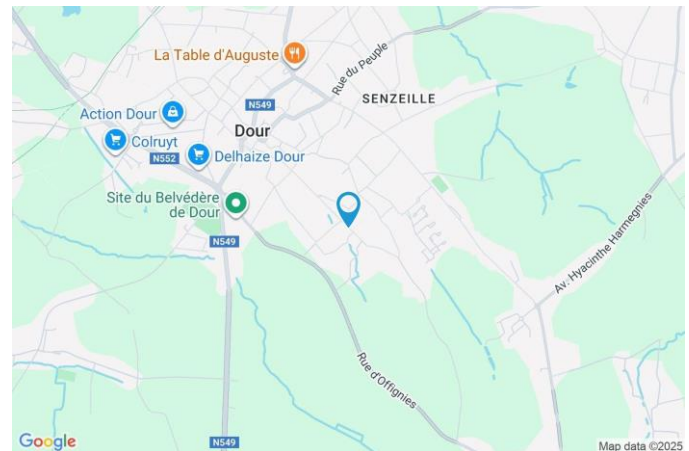 La Table d'Auguste
Rue du Peuple
SENZEILLE
N549
Action Dour
Dour
Colruyt
N552
Delhaize Dour
Site du Belvédère
de Dour
N549
Av. Hyacinthe Harmegnies
Rue d'Offignies
N549
Google
Map data ©2025